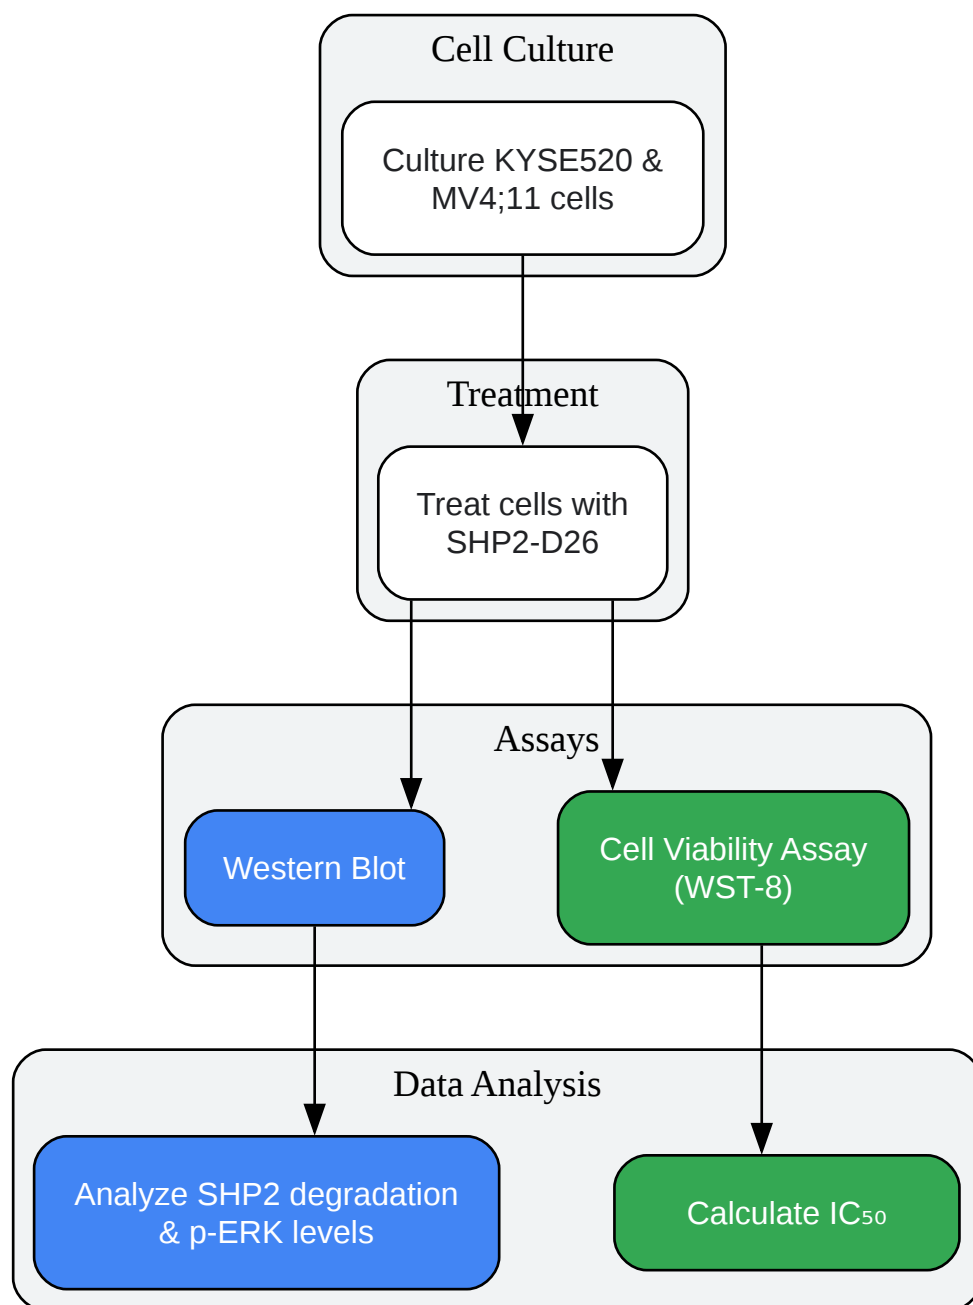 Cell Culture
Culture KYSE520 &
MV4;11 cells
Treatment
Treat cells with
SHP2-D26
Assays
Western Blot
Cell Viability Assay
(WST-8)
Data Analysis
Analyze SHP2 degradation
& p-ERK levels
Calculate IC₅₀